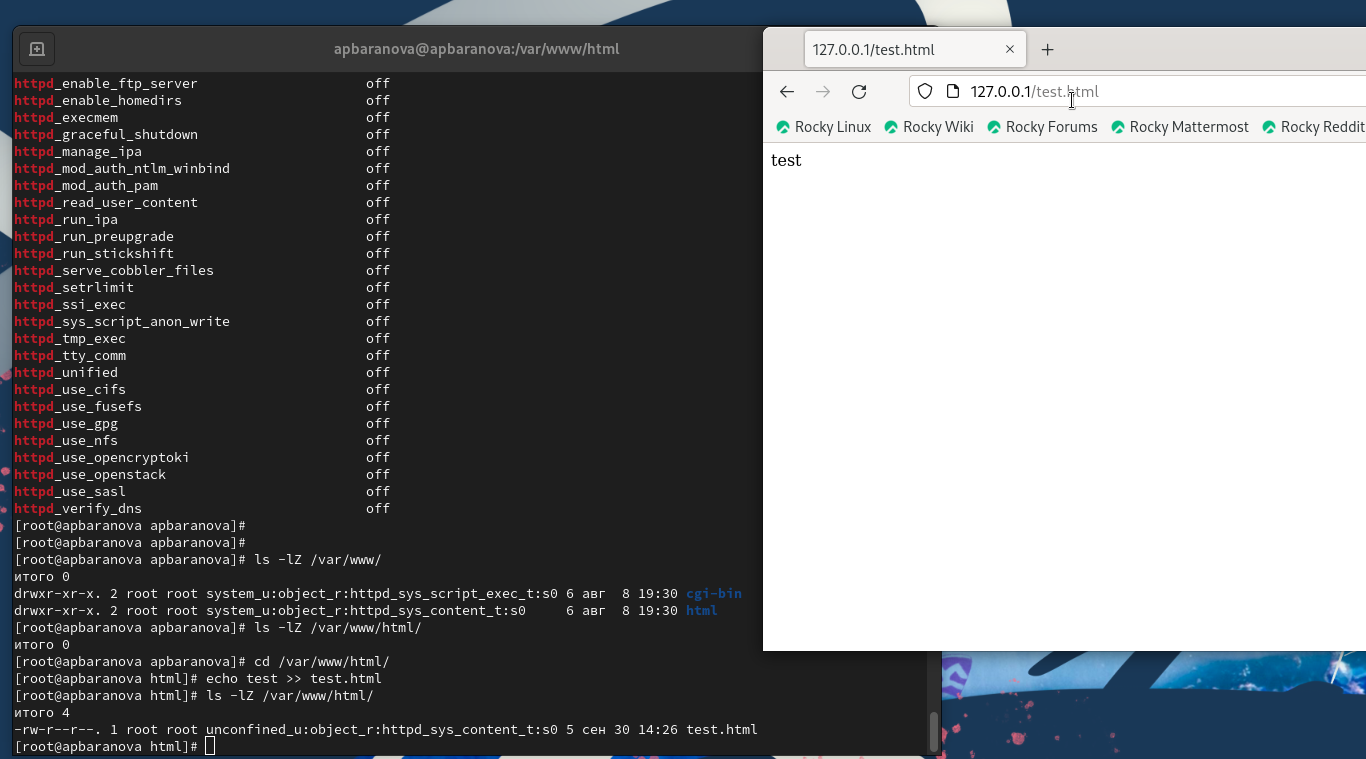 apbaranova@apbaranova:/var/www/html
httpd_enable_ftp_server off
httpd_enable_homedirs off
httpd_execmem off
httpd_graceful_shutdown off
httpd_manage_ipa off
httpd_mod_auth_ntlm_winbind off
httpd_mod_auth_pam off
httpd_read_user_content off
httpd_run_ipa off
httpd_run_preupgrade off
httpd_run_stickshift off
httpd_serve_cobbler_files off
httpd_setrlimit off
httpd_ssi_exec off
httpd_sys_script_anon_write off
httpd_tmp_exec off
httpd_tty_comm off
httpd_unified off
httpd_use_cifs off
httpd_use_fusefs off
httpd_use_gpg off
httpd_use_nfs off
httpd_use_opencryptoki off
httpd_use_openstack off
httpd_use_sasl off
httpd_verify_dns off
[root@apbaranova apbaranova]#
[root@apbaranova apbaranova]#
[root@apbaranova apbaranova]# ls -lZ /var/www/
итого 0
drwxr-xr-x. 2 root root system_u:object_r:httpd_sys_script_exec_t:s0 6 авг 8 19:30 cgi-bin
drwxr-xr-x. 2 root root system_u:object_r:httpd_sys_content_t:s0 6 авг 8 19:30 html
[root@apbaranova apbaranova]# ls -lZ /var/www/html/
итого 0
[root@apbaranova apbaranova]# cd /var/www/html/
[root@apbaranova html]# echo test >> test.html
[root@apbaranova html]# ls -lZ /var/www/html/
итого 4
-rw-r--r--. 1 root root unconfined_u:object_r:httpd_sys_content_t:s0 5 сен 30 14:26 test.html
[root@apbaranova html]#
127.0.0.1/test.html
127.0.0.1/test.html
Rocky Linux Rocky Wiki Rocky Forums Rocky Mattermost Rocky Reddit
test